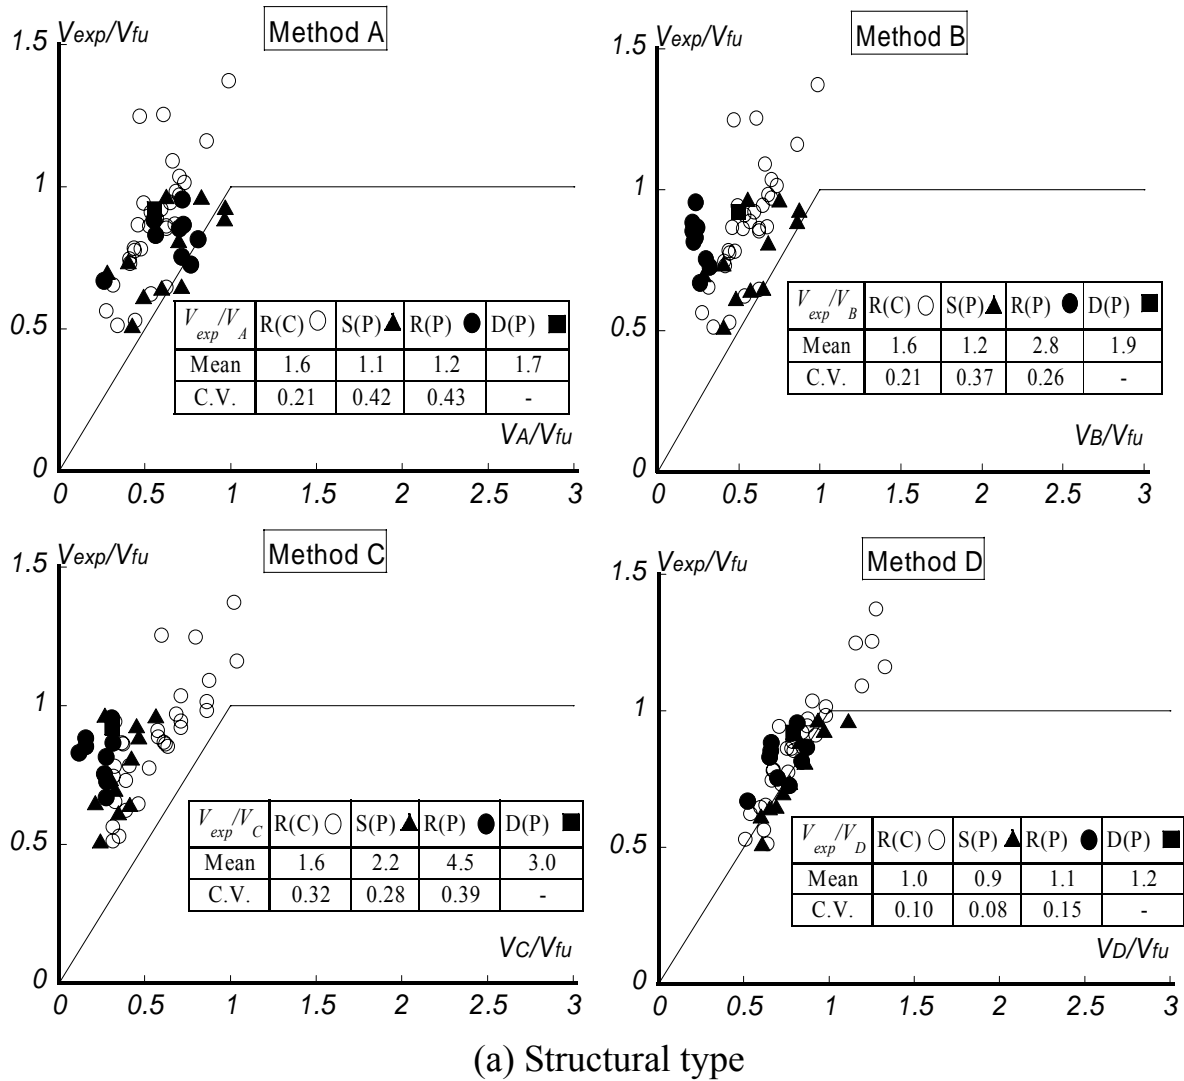 Vexp/Vfu
Method A
1.5
1
0.5
0
Vexp/VA R(C) S(P) R(P) D(P)
Mean 1.6 1.1 1.2 1.7
C.V. 0.21 0.42 0.43 -
VA/Vfu
0 0.5 1 1.5 2 2.5 3
Vexp/Vfu
Method B
1.5
1
0.5
0
Vexp/VB R(C) S(P) R(P) D(P)
Mean 1.6 1.2 2.8 1.9
C.V. 0.21 0.37 0.26 -
VB/Vfu
0 0.5 1 1.5 2 2.5 3
Vexp/Vfu
Method C
1.5
1
0.5
0
Vexp/VC R(C) S(P) R(P) D(P)
Mean 1.6 2.2 4.5 3.0
C.V. 0.32 0.28 0.39 -
VC/Vfu
0 0.5 1 1.5 2 2.5 3
Vexp/Vfu
Method D
1.5
1
0.5
0
Vexp/VD R(C) S(P) R(P) D(P)
Mean 1.0 0.9 1.1 1.2
C.V. 0.10 0.08 0.15 -
VD/Vfu
0 0.5 1 1.5 2 2.5 3
(a) Structural type